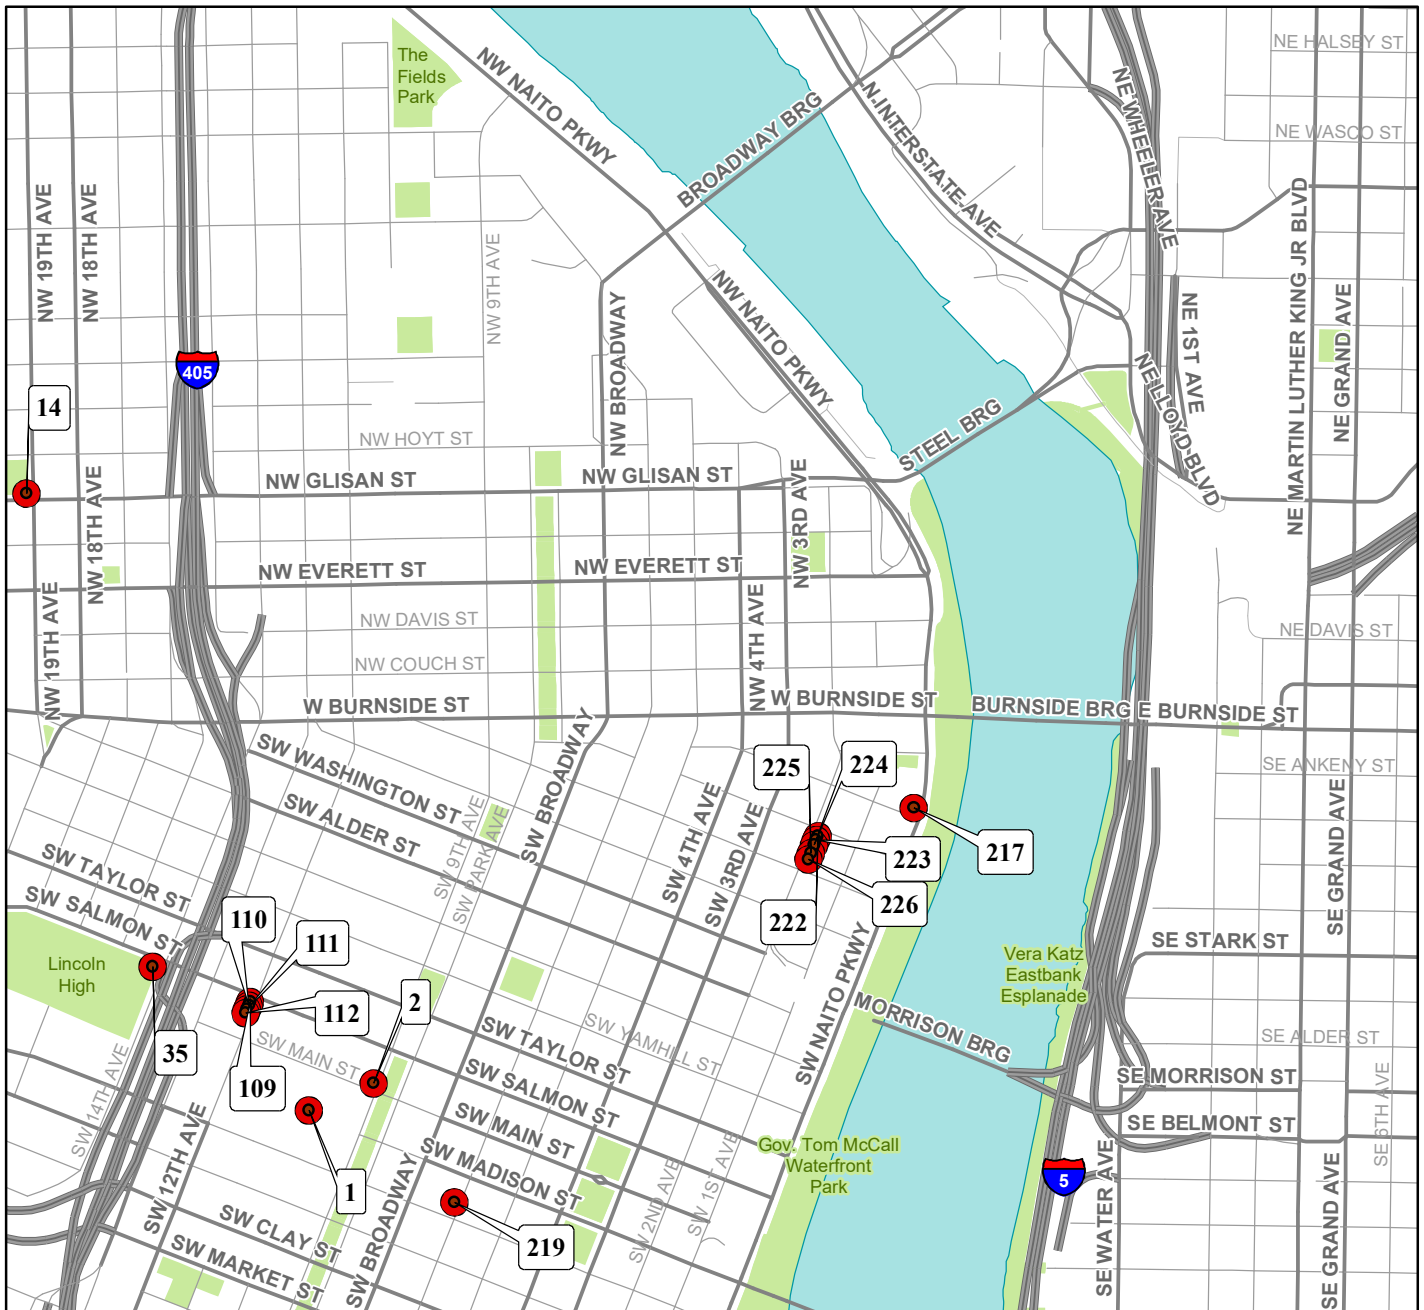 The
Fields
Park
NW NAITO PKWY
BROADWAY BRG
N INTERSTATE AVE
NE WHEELER AVE
NE HALSEY ST
NE WASCO ST
NW 19TH AVE
NW 18TH AVE
NW 9TH AVE
NW BROADWAY
NW NAITO PKWY
NE 1ST AVE
NE MARTIN LUTHER KING JR BLVD
NE GRAND AVE
405
14
NE LLOYD BLVD
STEEL BRG
NW HOYT ST
NW GLISAN ST
NW GLISAN ST
NW 3RD AVE
NW 18TH AVE
NW EVERETT ST
NW EVERETT ST
NW 19TH AVE
NW DAVIS ST
NW 4TH AVE
NE DAVIS ST
NW COUCH ST
W BURNSIDE ST
W BURNSIDE ST
BURNSIDE BRG
E BURNSIDE ST
SW WASHINGTON ST
SW BROADWAY
225
224
SE ANKENY ST
SW ALDER ST
SW 9TH AVE
SW PARK AVE
SW 4TH AVE
SW 3RD AVE
223
217
SE GRAND AVE
SW TAYLOR ST
SW SALMON ST
110
111
222
226
SE STARK ST
Lincoln
High
Vera Katz
Eastbank
Esplanade
112
2
SW NAITO PKWY
MORRISON BRG
35
109
SW MAIN ST
SW YAMHILL ST
SW TAYLOR ST
SE ALDER ST
SE MORRISON ST
SW 14TH AVE
SW SALMON ST
SE BELMONT ST
SE 6TH AVE
SW MAIN ST
SW MADISON ST
Gov. Tom McCall
Waterfront
Park
SW 12TH AVE
1
SW 2ND AVE
SW 1ST AVE
5
SE WATER AVE
SE GRAND AVE
SW CLAY ST
SW MARKET ST
SW BROADWAY
219